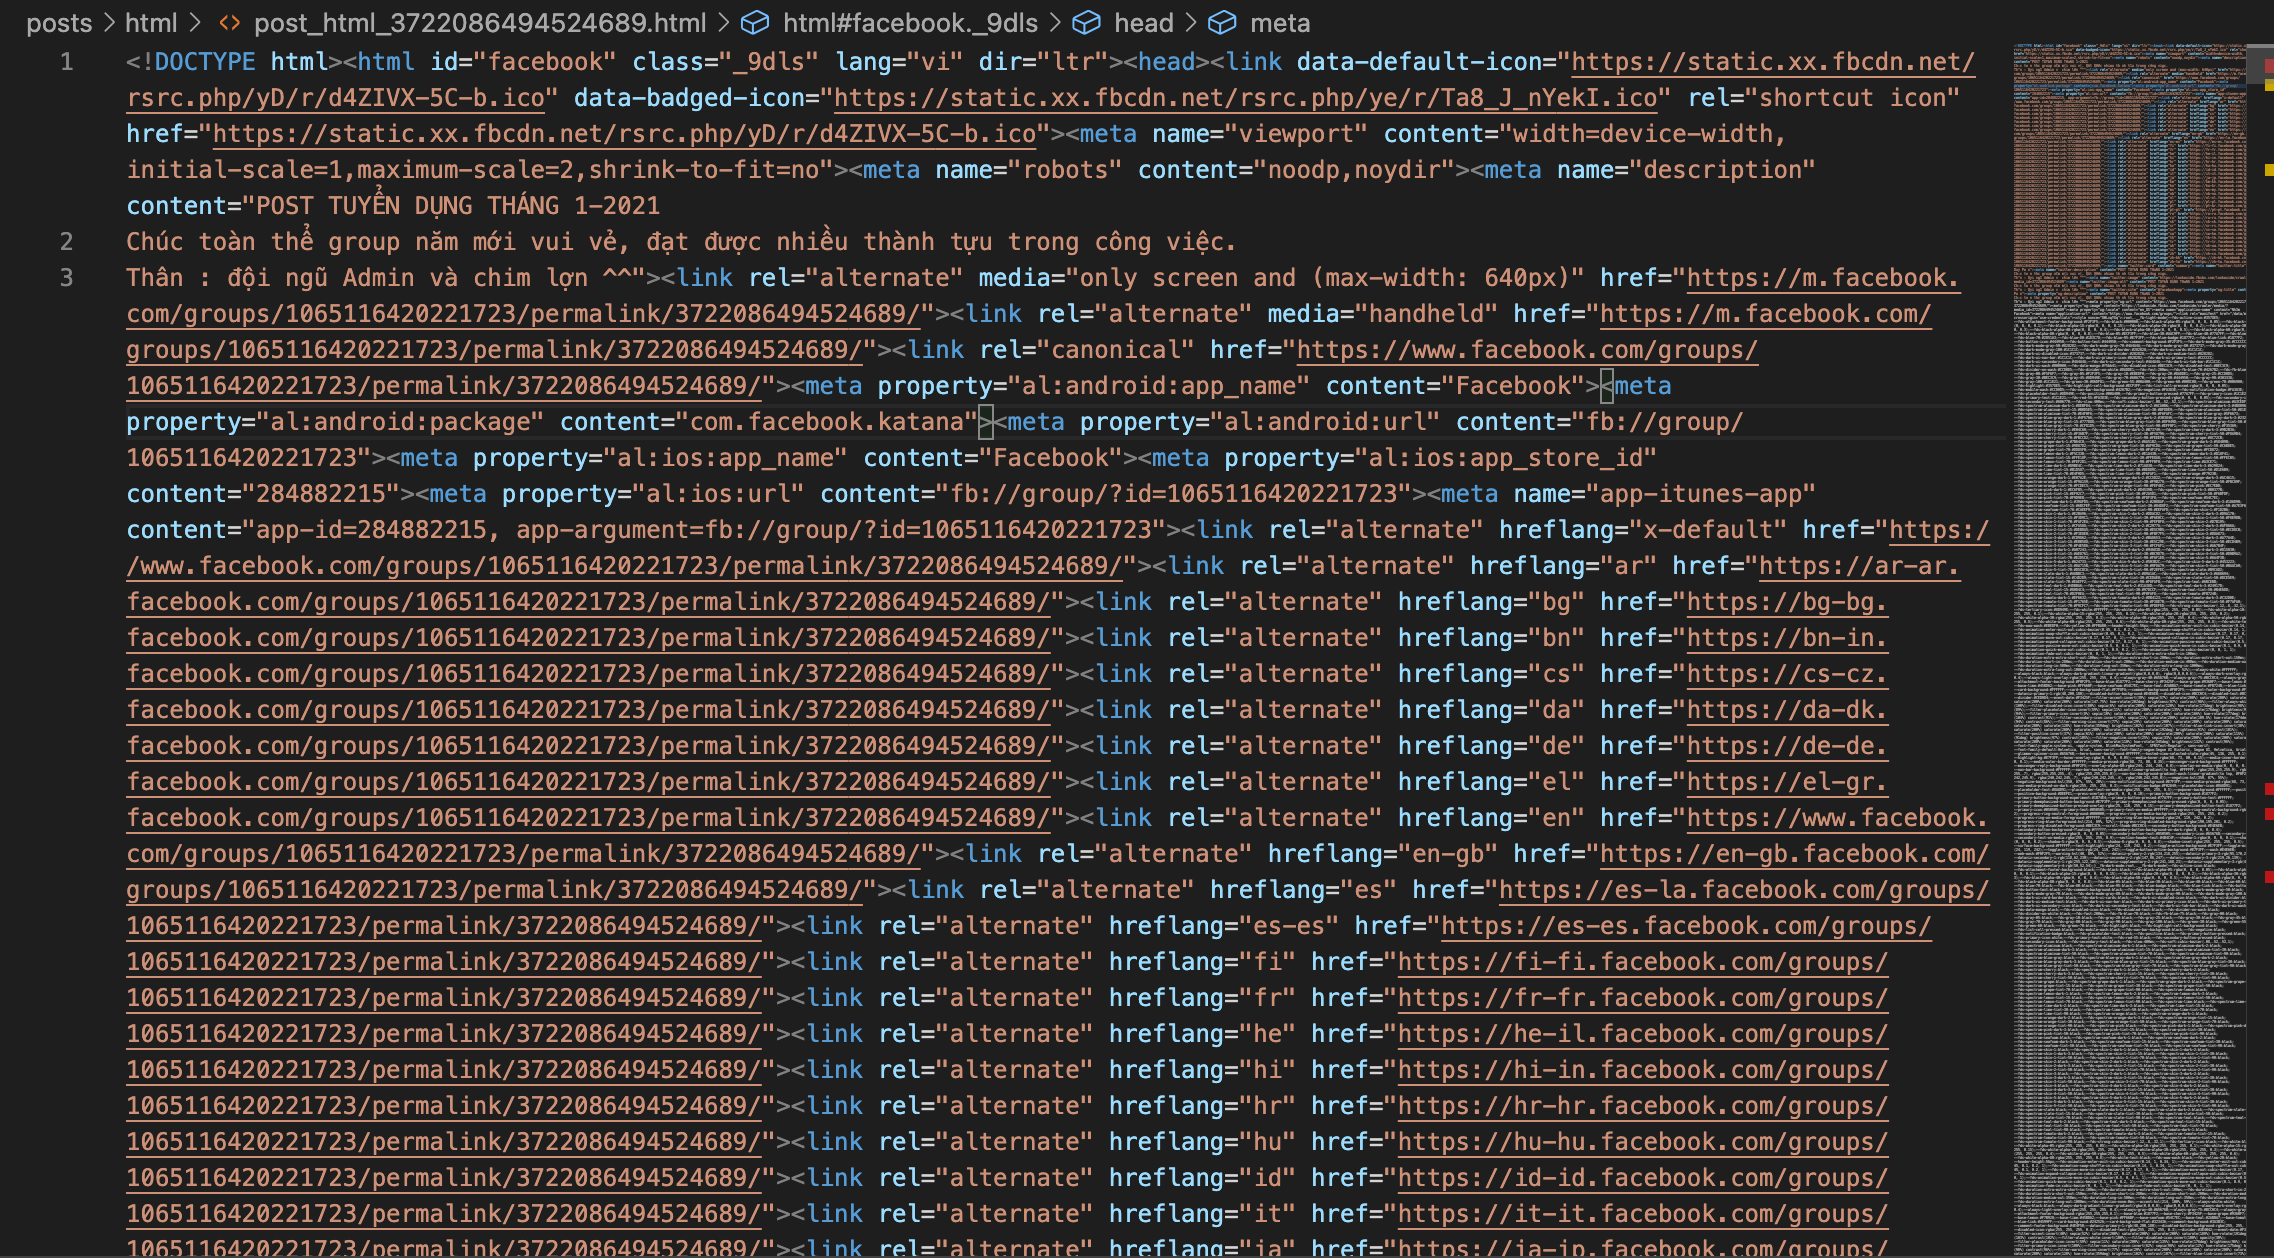 posts > html > <> post_html_3722086494524689.html > html#facebook._9dls > head > meta
1 <!DOCTYPE html><html id="facebook" class="_9dls" lang="vi" dir="ltr"><head><link data-default-icon="https://static.xx.fbcdn.net/
rsrc.php/yD/r/d4ZIVX-5C-b.ico" data-badged-icon="https://static.xx.fbcdn.net/rsrc.php/ye/r/Ta8_J_nYekI.ico" rel="shortcut icon"
href="https://static.xx.fbcdn.net/rsrc.php/yD/r/d4ZIVX-5C-b.ico"><meta name="viewport" content="width=device-width,
initial-scale=1,maximum-scale=2,shrink-to-fit=no"><meta name="robots" content="noodp,noydir"><meta name="description"
content="POST TUYỂN DỤNG THÁNG 1-2021
2 Chúc toàn thể group năm mới vui vẻ, đạt được nhiều thành tựu trong công việc.
3 Thân : đội ngũ Admin và chim lợn ^^"><link rel="alternate" media="only screen and (max-width: 640px)" href="https://m.facebook.
com/groups/1065116420221723/permalink/3722086494524689/"><link rel="alternate" media="handheld" href="https://m.facebook.com/
groups/1065116420221723/permalink/3722086494524689/"><link rel="canonical" href="https://www.facebook.com/groups/
1065116420221723/permalink/3722086494524689/"><meta property="al:android:app_name" content="Facebook"><meta
property="al:android:package" content="com.facebook.katana"><meta property="al:android:url" content="fb://group/
1065116420221723"><meta property="al:ios:app_name" content="Facebook"><meta property="al:ios:app_store_id"
content="284882215"><meta property="al:ios:url" content="fb://group/?id=1065116420221723"><meta name="app-itunes-app"
content="app-id=284882215, app-argument=fb://group/?id=1065116420221723"><link rel="alternate" hreflang="x-default" href="https:/
/www.facebook.com/groups/1065116420221723/permalink/3722086494524689/"><link rel="alternate" hreflang="ar" href="https://ar-ar.
facebook.com/groups/1065116420221723/permalink/3722086494524689/"><link rel="alternate" hreflang="bg" href="https://bg-bg.
facebook.com/groups/1065116420221723/permalink/3722086494524689/"><link rel="alternate" hreflang="bn" href="https://bn-in.
facebook.com/groups/1065116420221723/permalink/3722086494524689/"><link rel="alternate" hreflang="cs" href="https://cs-cz.
facebook.com/groups/1065116420221723/permalink/3722086494524689/"><link rel="alternate" hreflang="da" href="https://da-dk.
facebook.com/groups/1065116420221723/permalink/3722086494524689/"><link rel="alternate" hreflang="de" href="https://de-de.
facebook.com/groups/1065116420221723/permalink/3722086494524689/"><link rel="alternate" hreflang="el" href="https://el-gr.
facebook.com/groups/1065116420221723/permalink/3722086494524689/"><link rel="alternate" hreflang="en" href="https://www.facebook.
com/groups/1065116420221723/permalink/3722086494524689/"><link rel="alternate" hreflang="en-gb" href="https://en-gb.facebook.com/
groups/1065116420221723/permalink/3722086494524689/"><link rel="alternate" hreflang="es" href="https://es-la.facebook.com/groups/
1065116420221723/permalink/3722086494524689/"><link rel="alternate" hreflang="es-es" href="https://es-es.facebook.com/groups/
1065116420221723/permalink/3722086494524689/"><link rel="alternate" hreflang="fi" href="https://fi-fi.facebook.com/groups/
1065116420221723/permalink/3722086494524689/"><link rel="alternate" hreflang="fr" href="https://fr-fr.facebook.com/groups/
1065116420221723/permalink/3722086494524689/"><link rel="alternate" hreflang="he" href="https://he-il.facebook.com/groups/
1065116420221723/permalink/3722086494524689/"><link rel="alternate" hreflang="hi" href="https://hi-in.facebook.com/groups/
1065116420221723/permalink/3722086494524689/"><link rel="alternate" hreflang="hr" href="https://hr-hr.facebook.com/groups/
1065116420221723/permalink/3722086494524689/"><link rel="alternate" hreflang="hu" href="https://hu-hu.facebook.com/groups/
1065116420221723/permalink/3722086494524689/"><link rel="alternate" hreflang="id" href="https://id-id.facebook.com/groups/
1065116420221723/permalink/3722086494524689/"><link rel="alternate" hreflang="it" href="https://it-it.facebook.com/groups/
1065116420221723/permalink/3722086494524689/"><link rel="alternate" hreflang="ja" href="https://ja-jp.facebook.com/groups/